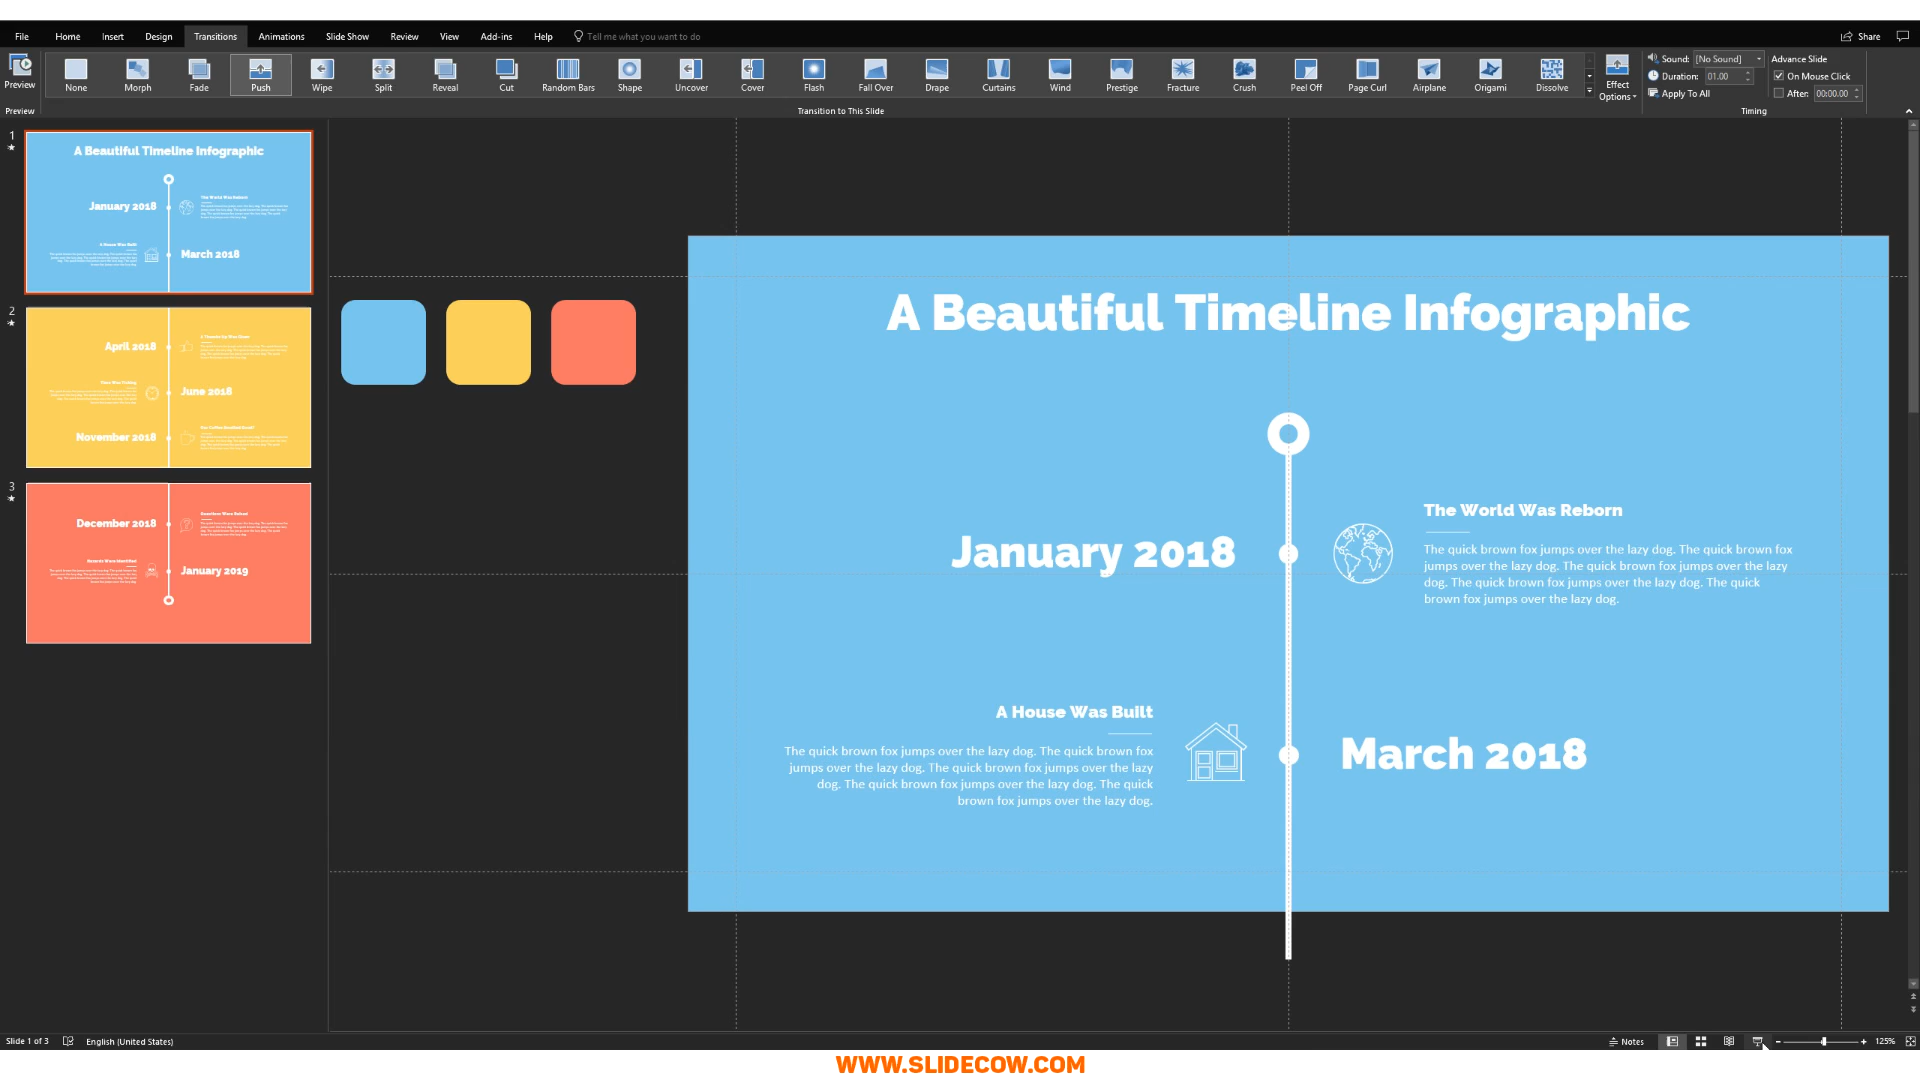 File Home Insert Design Transitions Animations Slide Show Review View Add-ins Help Tell me what you want to do Share
Preview None Morph Fade Push Wipe Split Reveal Cut Random Bars Shape Uncover Cover Flash Fall Over Drape Curtains Wind Prestige Fracture Crush Peel Off Page Curl Airplane Origami Dissolve
Effect
Options
Sound: [No Sound]
Duration: 01.00
Apply To All
Advance Slide
On Mouse Click
After: 00:00.00
Preview Transition to This Slide Timing
1
A Beautiful Timeline Infographic
January 2018
The World Was Reborn
A House Was Built
March 2018
2
April 2018
June 2018
November 2018
3
December 2018
January 2019
A Beautiful Timeline Infographic
January 2018
The World Was Reborn
The quick brown fox jumps over the lazy dog. The quick brown fox
jumps over the lazy dog. The quick brown fox jumps over the lazy
dog. The quick brown fox jumps over the lazy dog. The quick
brown fox jumps over the lazy dog.
A House Was Built
The quick brown fox jumps over the lazy dog. The quick brown fox
jumps over the lazy dog. The quick brown fox jumps over the lazy
dog. The quick brown fox jumps over the lazy dog. The quick
brown fox jumps over the lazy dog.
March 2018
Slide 1 of 3 English (United States) Notes 125%
WWW.SLIDECOW.COM